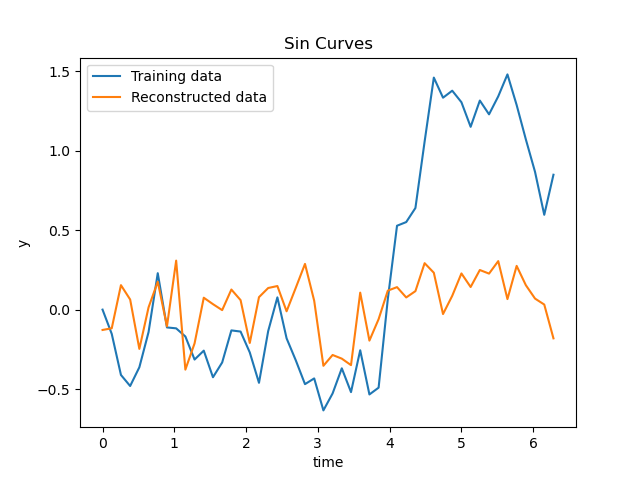 Sin Curves
Training data
Reconstructed data
1.5
1.0
0.5
0.0
−0.5
y
0 1 2 3 4 5 6
time